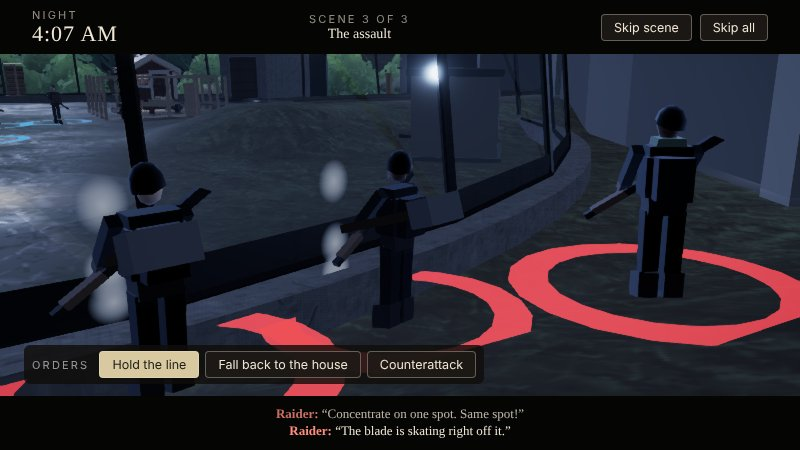 NIGHT
4:07 AM
SCENE 3 OF 3
The assault
Skip scene
Skip all
ORDERS
Hold the line
Fall back to the house
Counterattack
Raider: “Concentrate on one spot. Same spot!”
Raider: “The blade is skating right off it.”